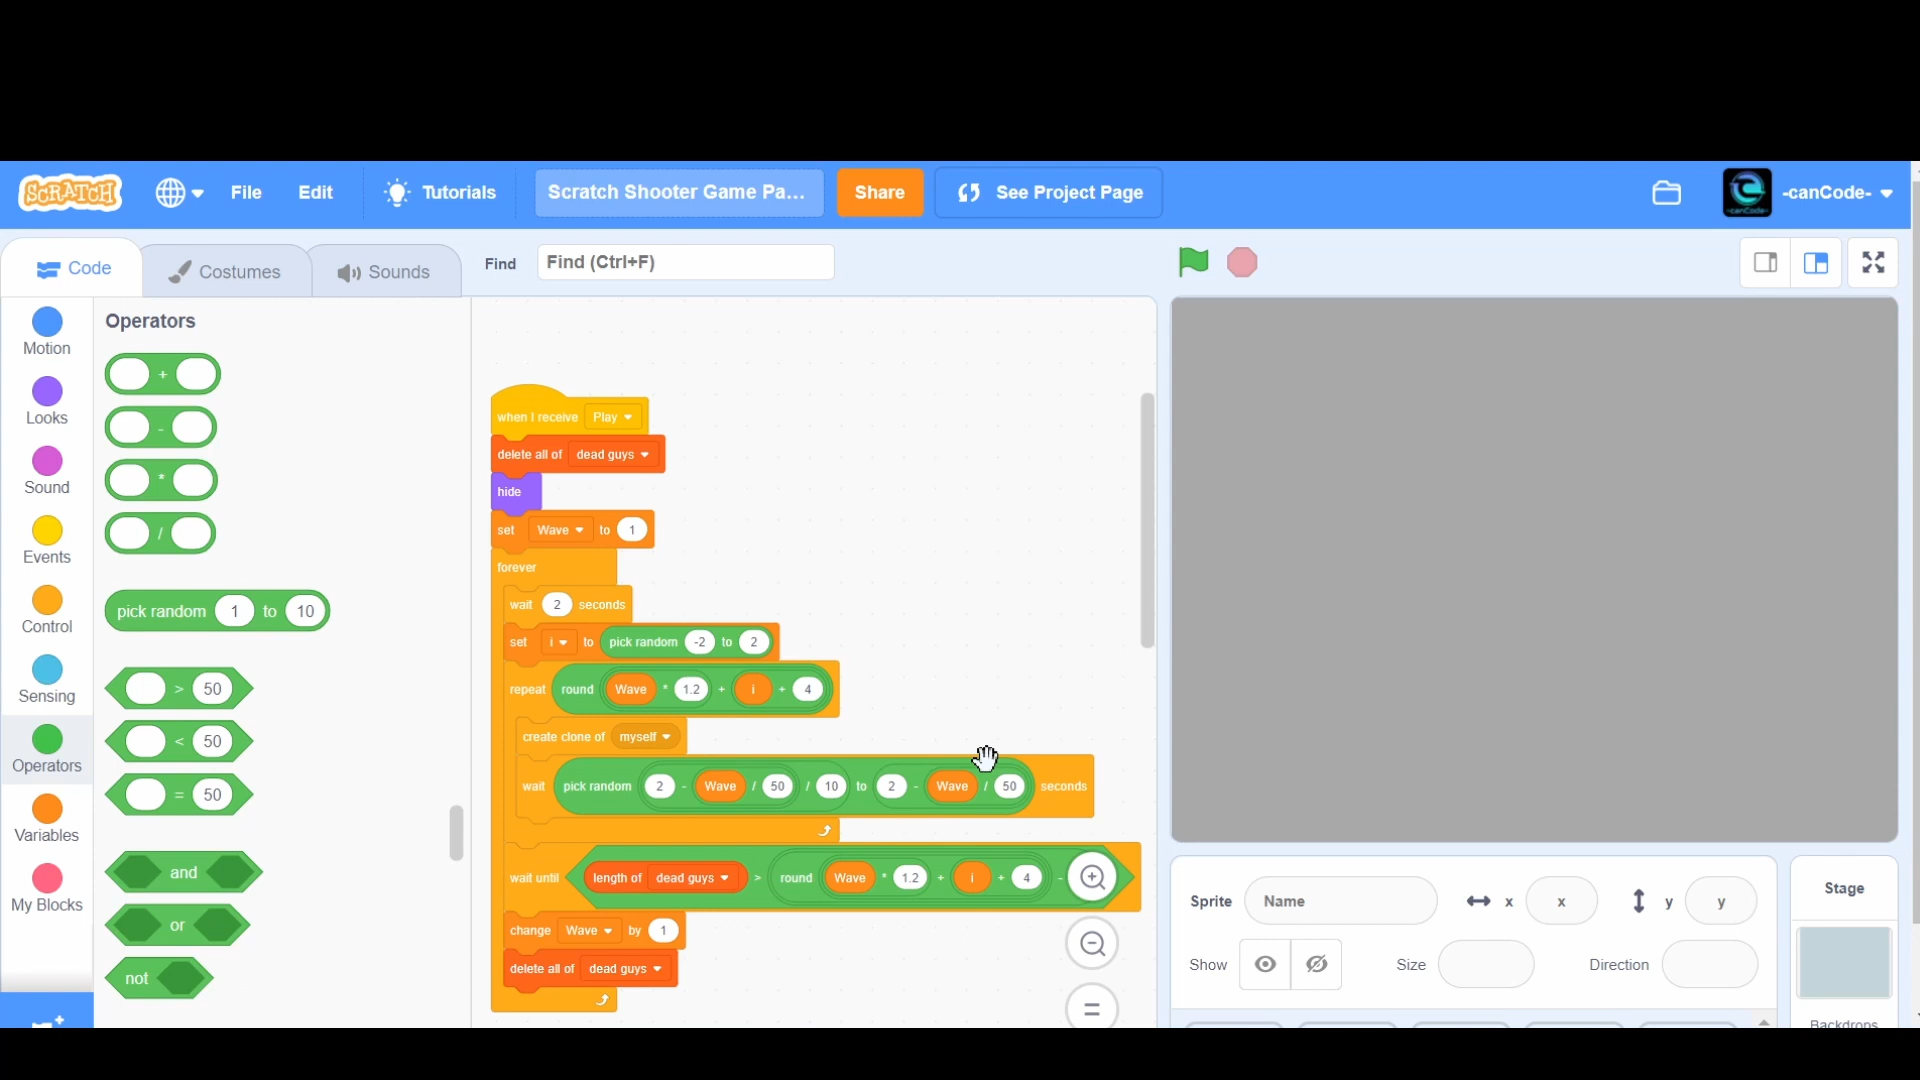 SCRATCH File Edit Tutorials Scratch Shooter Game Pa... Share See Project Page -canCode-
Code Costumes Sounds Find Find (Ctrl+F)
Motion
Looks
Sound
Events
Control
Sensing
Operators
Variables
My Blocks
Operators
+
-
*
/
pick random 1 to 10
> 50
< 50
= 50
and
or
not
when I receive Play
delete all of dead guys
hide
set Wave to 1
forever
wait 2 seconds
set i to pick random -2 to 2
repeat round Wave * 1.2 + i + 4
create clone of myself
wait pick random 2 - Wave / 50 / 10 to 2 - Wave / 50 seconds
wait until length of dead guys > round Wave * 1.2 + i + 4 -
change Wave by 1
delete all of dead guys
Sprite Name x x y y
Show Size Direction
Stage
Backdrops